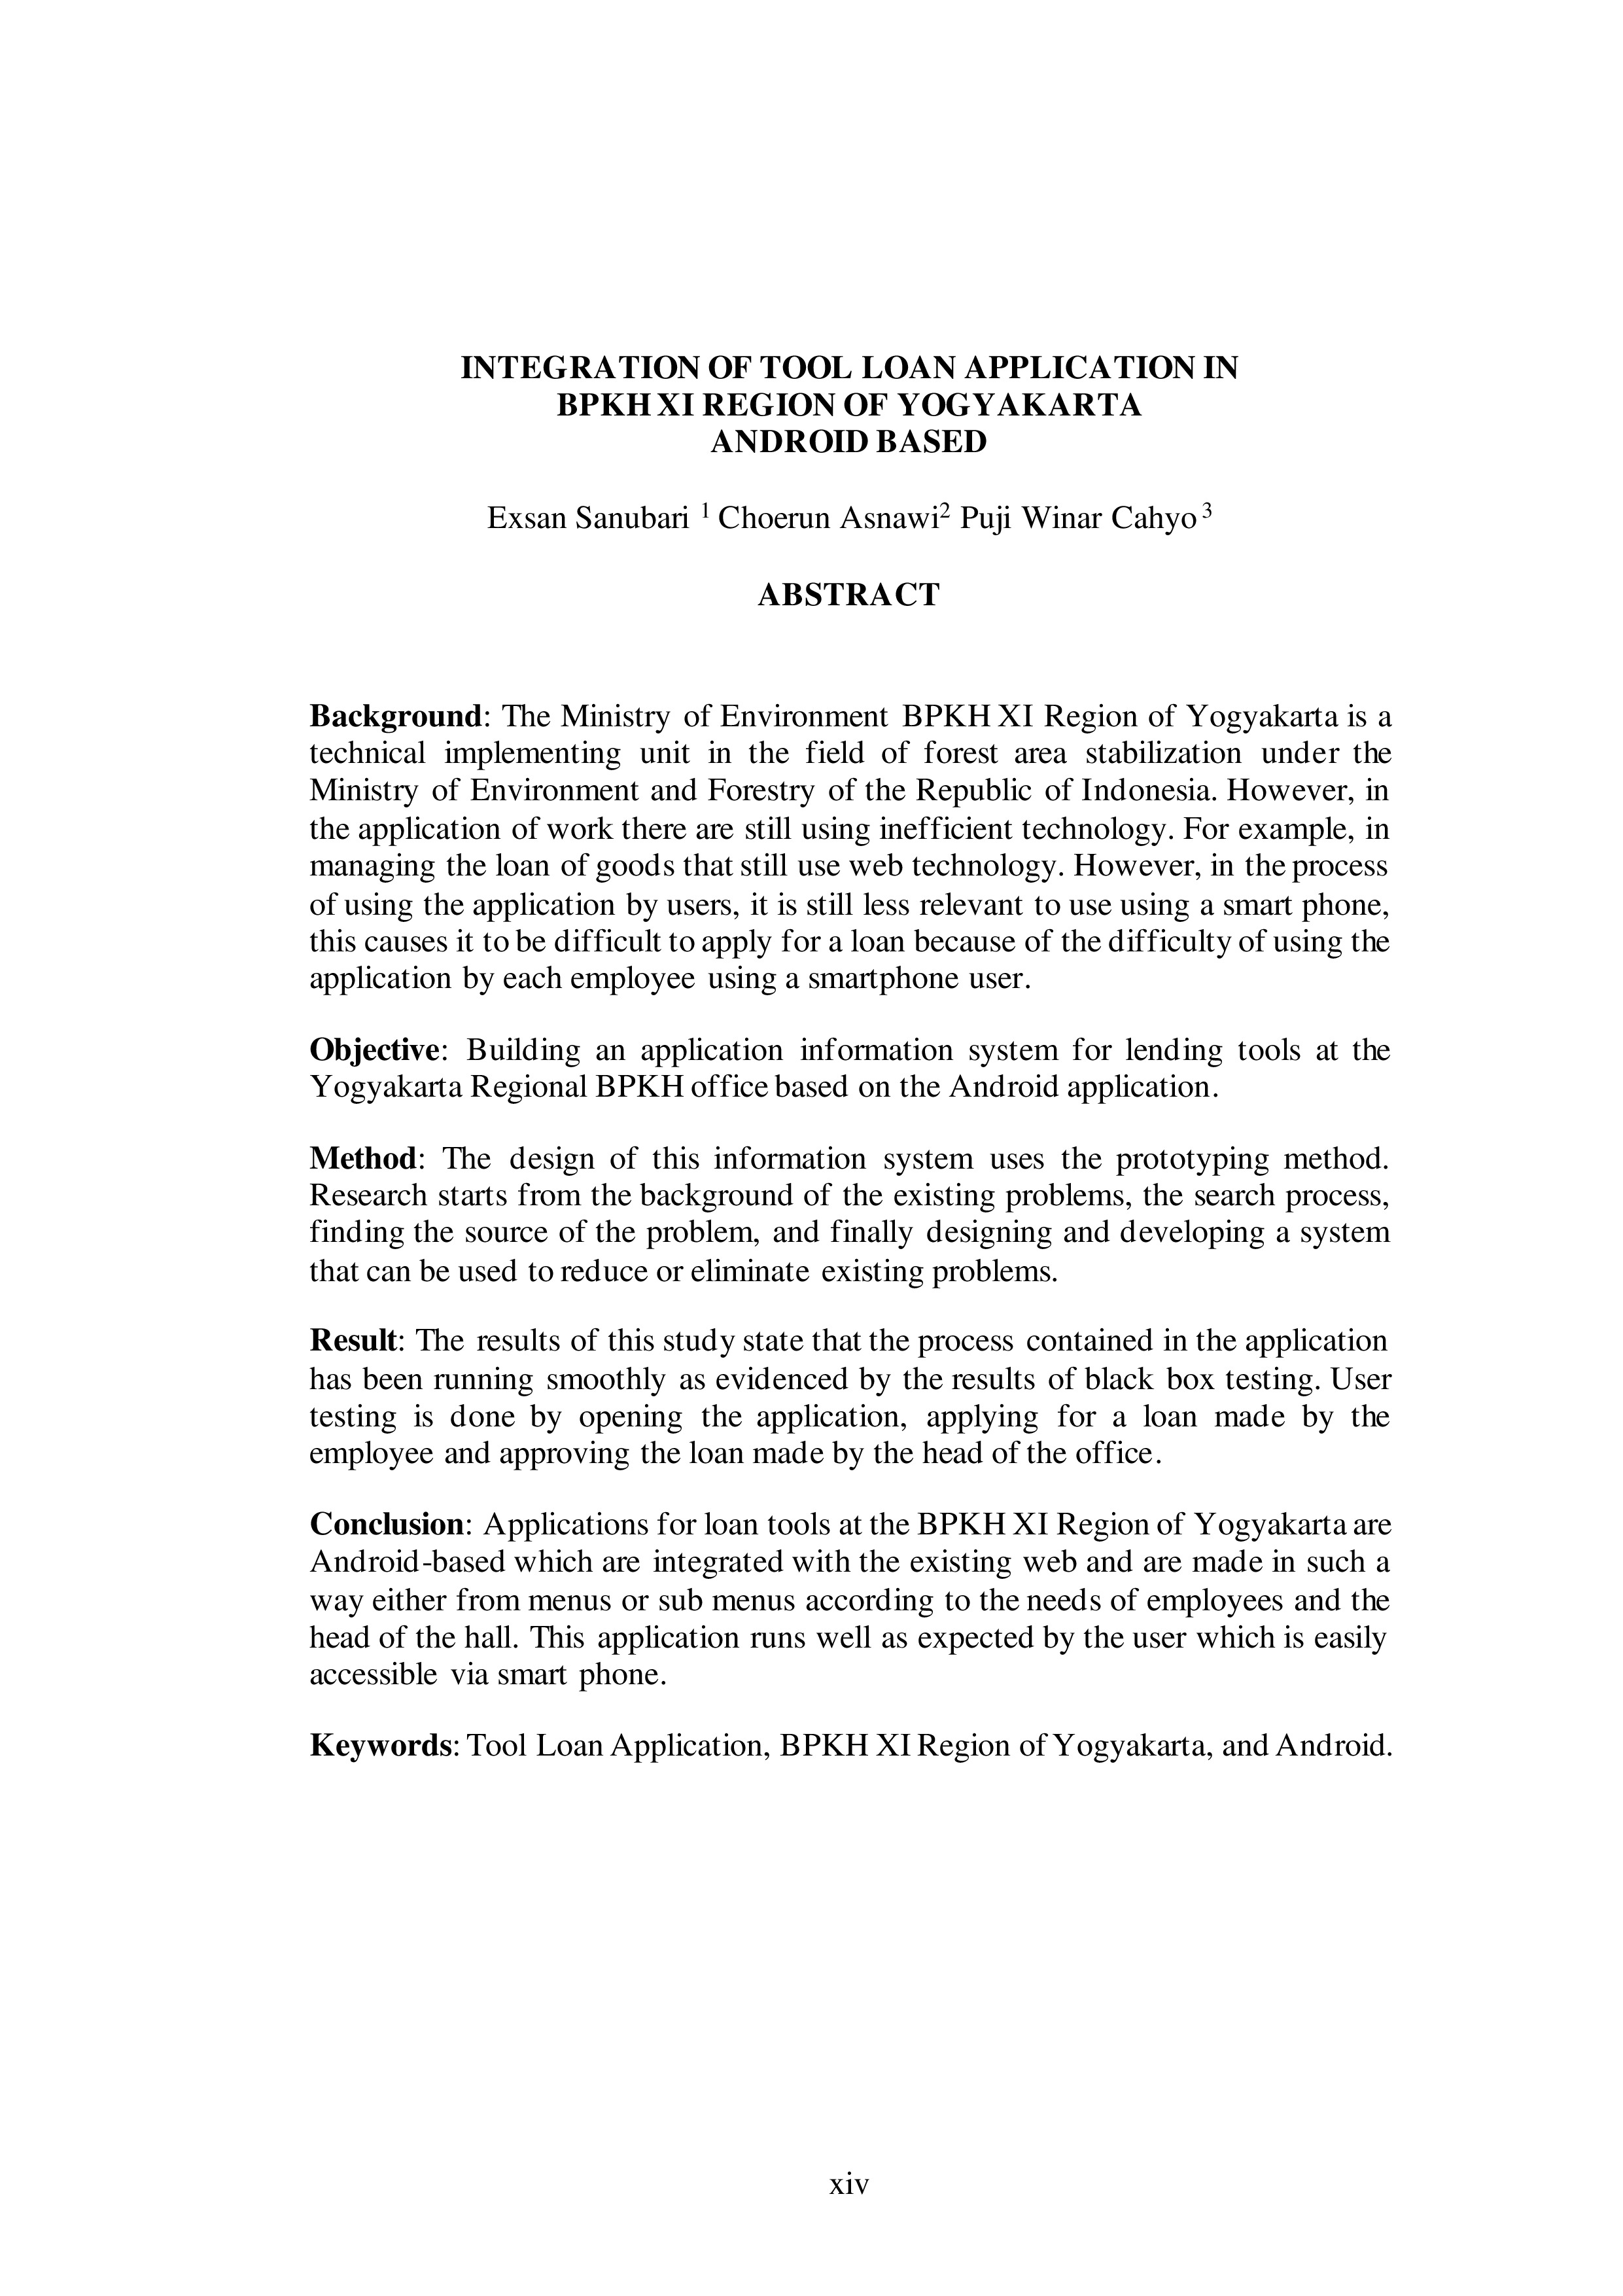 INTEGRATION OF TOOL LOAN APPLICATION IN
BPKH XI REGION OF YOGYAKARTA
ANDROID BASED
Exsan Sanubari 1 Choerun Asnawi2 Puji Winar Cahyo 3
ABSTRACT
Background: The Ministry of Environment BPKH XI Region of Yogyakarta is a
technical implementing unit in the field of forest area stabilization under the
Ministry of Environment and Forestry of the Republic of Indonesia. However, in
the application of work there are still using inefficient technology. For example, in
managing the loan of goods that still use web technology. However, in the process
of using the application by users, it is still less relevant to use using a smart phone,
this causes it to be difficult to apply for a loan because of the difficulty of using the
application by each employee using a smartphone user.
Objective: Building an application information system for lending tools at the
Yogyakarta Regional BPKH office based on the Android application.
Method: The design of this information system uses the prototyping method.
Research starts from the background of the existing problems, the search process,
finding the source of the problem, and finally designing and developing a system
that can be used to reduce or eliminate existing problems.
Result: The results of this study state that the process contained in the application
has been running smoothly as evidenced by the results of black box testing. User
testing is done by opening the application, applying for a loan made by the
employee and approving the loan made by the head of the office.
Conclusion: Applications for loan tools at the BPKH XI Region of Yogyakarta are
Android-based which are integrated with the existing web and are made in such a
way either from menus or sub menus according to the needs of employees and the
head of the hall. This application runs well as expected by the user which is easily
accessible via smart phone.
Keywords: Tool Loan Application, BPKH XI Region of Yogyakarta, and Android.
xiv